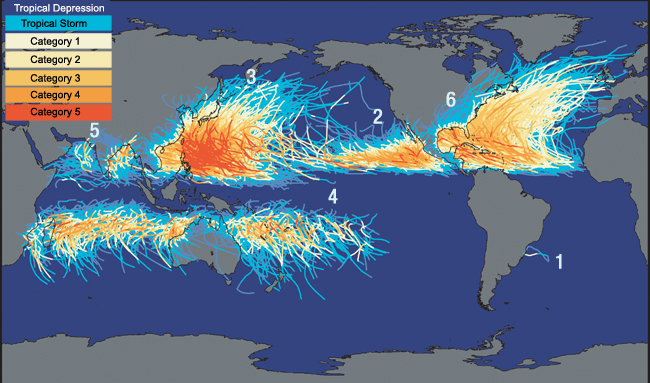 Tropical Depression
Tropical Storm
Category 1
Category 2
Category 3
Category 4
Category 5
3
6
2
5
4
1